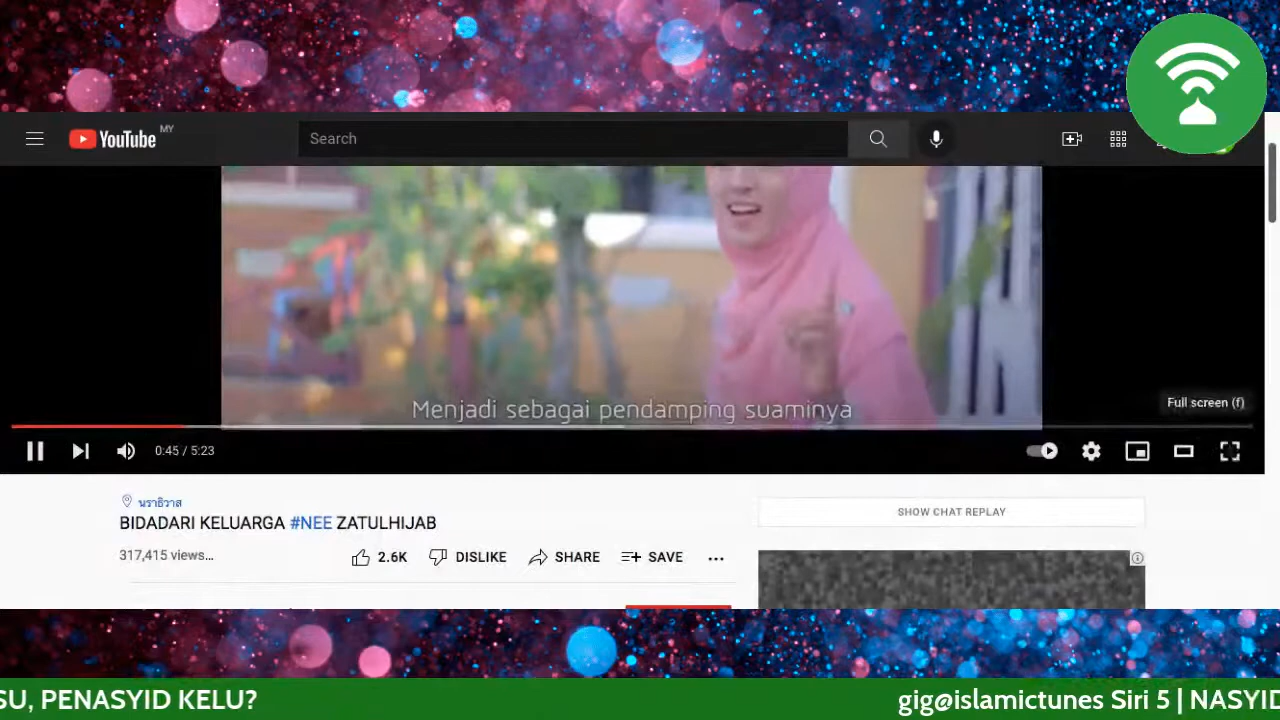 YouTube MY
Search
Menjadi sebagai pendamping suaminya
Full screen (f)
0:45 / 5:23
นราธิวาส
BIDADARI KELUARGA #NEE ZATULHIJAB
317,415 views...
2.6K DISLIKE SHARE SAVE
SHOW CHAT REPLAY
SU, PENASYID KELU?
gig@islamictunes Siri 5 | NASYID